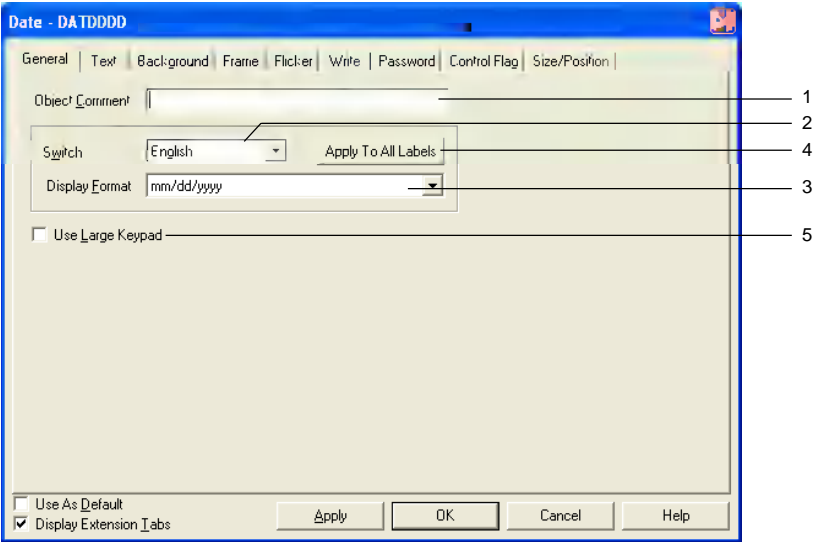 Date - DATDDDD
General Text Background Frame Flicker Write Password Control Flag Size/Position
Object Comment 1
2
Switch English Apply To All Labels 4
Display Format mm/dd/yyyy 3
Use Large Keypad 5
Use As Default
Display Extension Tabs Apply OK Cancel Help